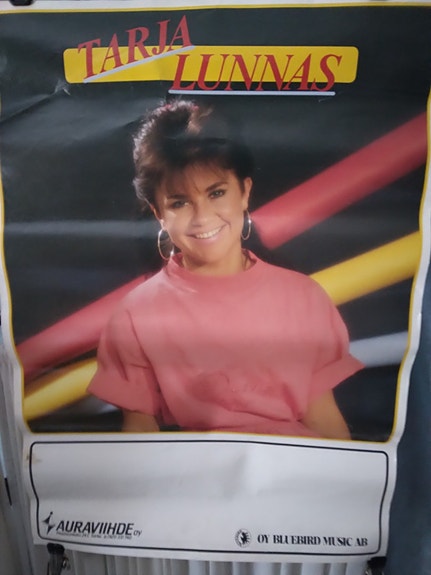 TARJA
LUNNAS
AURAVIIHDE OY
OY BLUEBIRD MUSIC AB